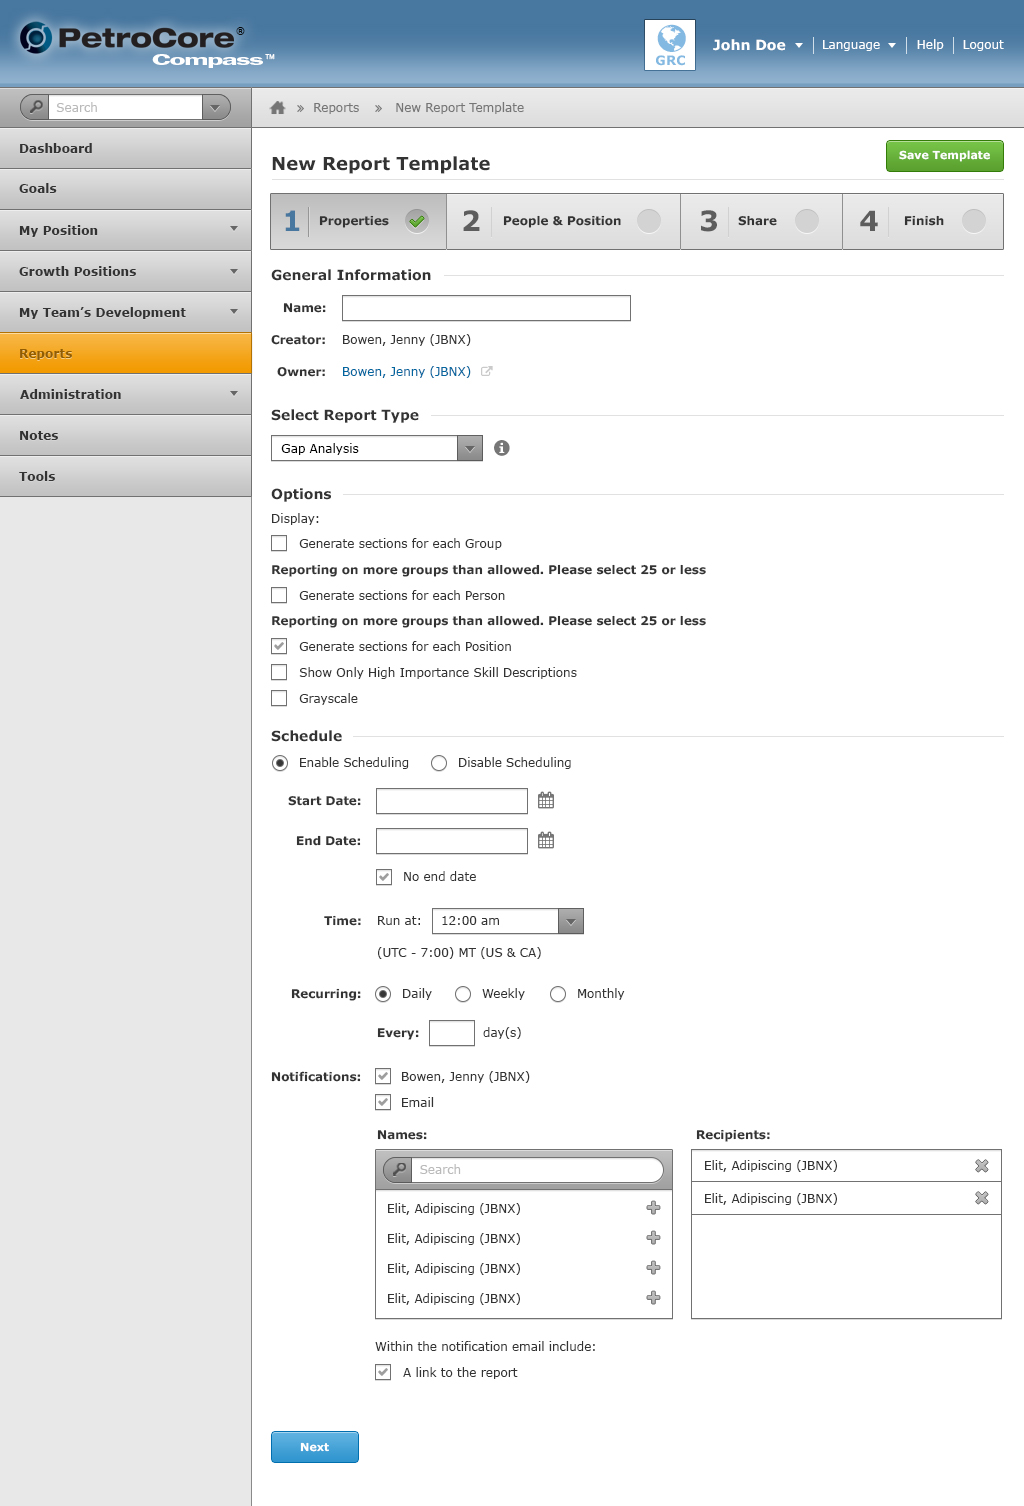 PetroCore®
Compass™
GRC
John Doe
Language
Help
Logout
Search
» Reports » New Report Template
Dashboard
Goals
My Position
Growth Positions
My Team's Development
Reports
Administration
Notes
Tools
New Report Template
Save Template
1 Properties
2 People & Position
3 Share
4 Finish
General Information
Name:
Creator: Bowen, Jenny (JBNX)
Owner: Bowen, Jenny (JBNX)
Select Report Type
Gap Analysis
Options
Display:
Generate sections for each Group
Reporting on more groups than allowed. Please select 25 or less
Generate sections for each Person
Reporting on more groups than allowed. Please select 25 or less
Generate sections for each Position
Show Only High Importance Skill Descriptions
Grayscale
Schedule
Enable Scheduling Disable Scheduling
Start Date:
End Date:
No end date
Time: Run at: 12:00 am
(UTC - 7:00) MT (US & CA)
Recurring: Daily Weekly Monthly
Every: day(s)
Notifications: Bowen, Jenny (JBNX)
Email
Names:
Search
Elit, Adipiscing (JBNX)
Elit, Adipiscing (JBNX)
Elit, Adipiscing (JBNX)
Elit, Adipiscing (JBNX)
Recipients:
Elit, Adipiscing (JBNX)
Elit, Adipiscing (JBNX)
Within the notification email include:
A link to the report
Next